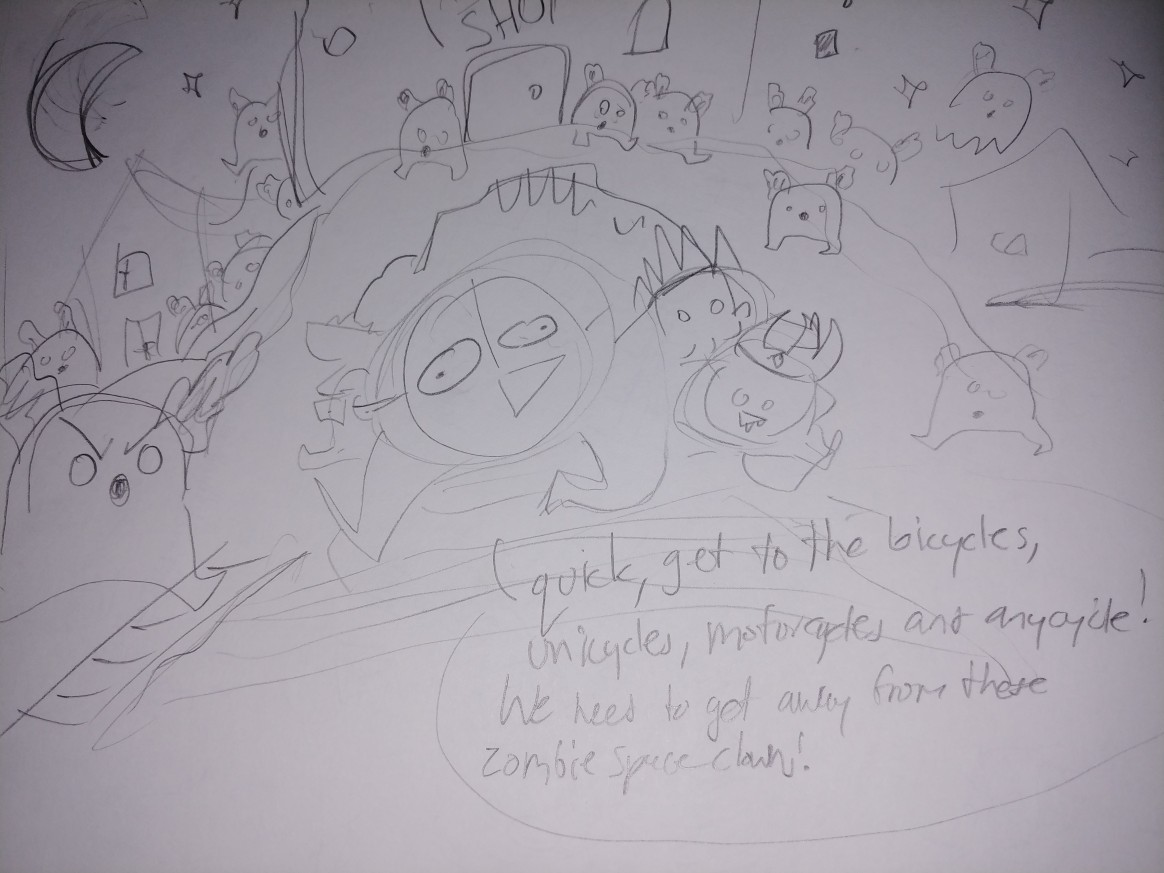 SHOP
quick, get to the bicycles,
unicycles, motorcycles and anycycle!
We need to get away from these
zombie space clown!